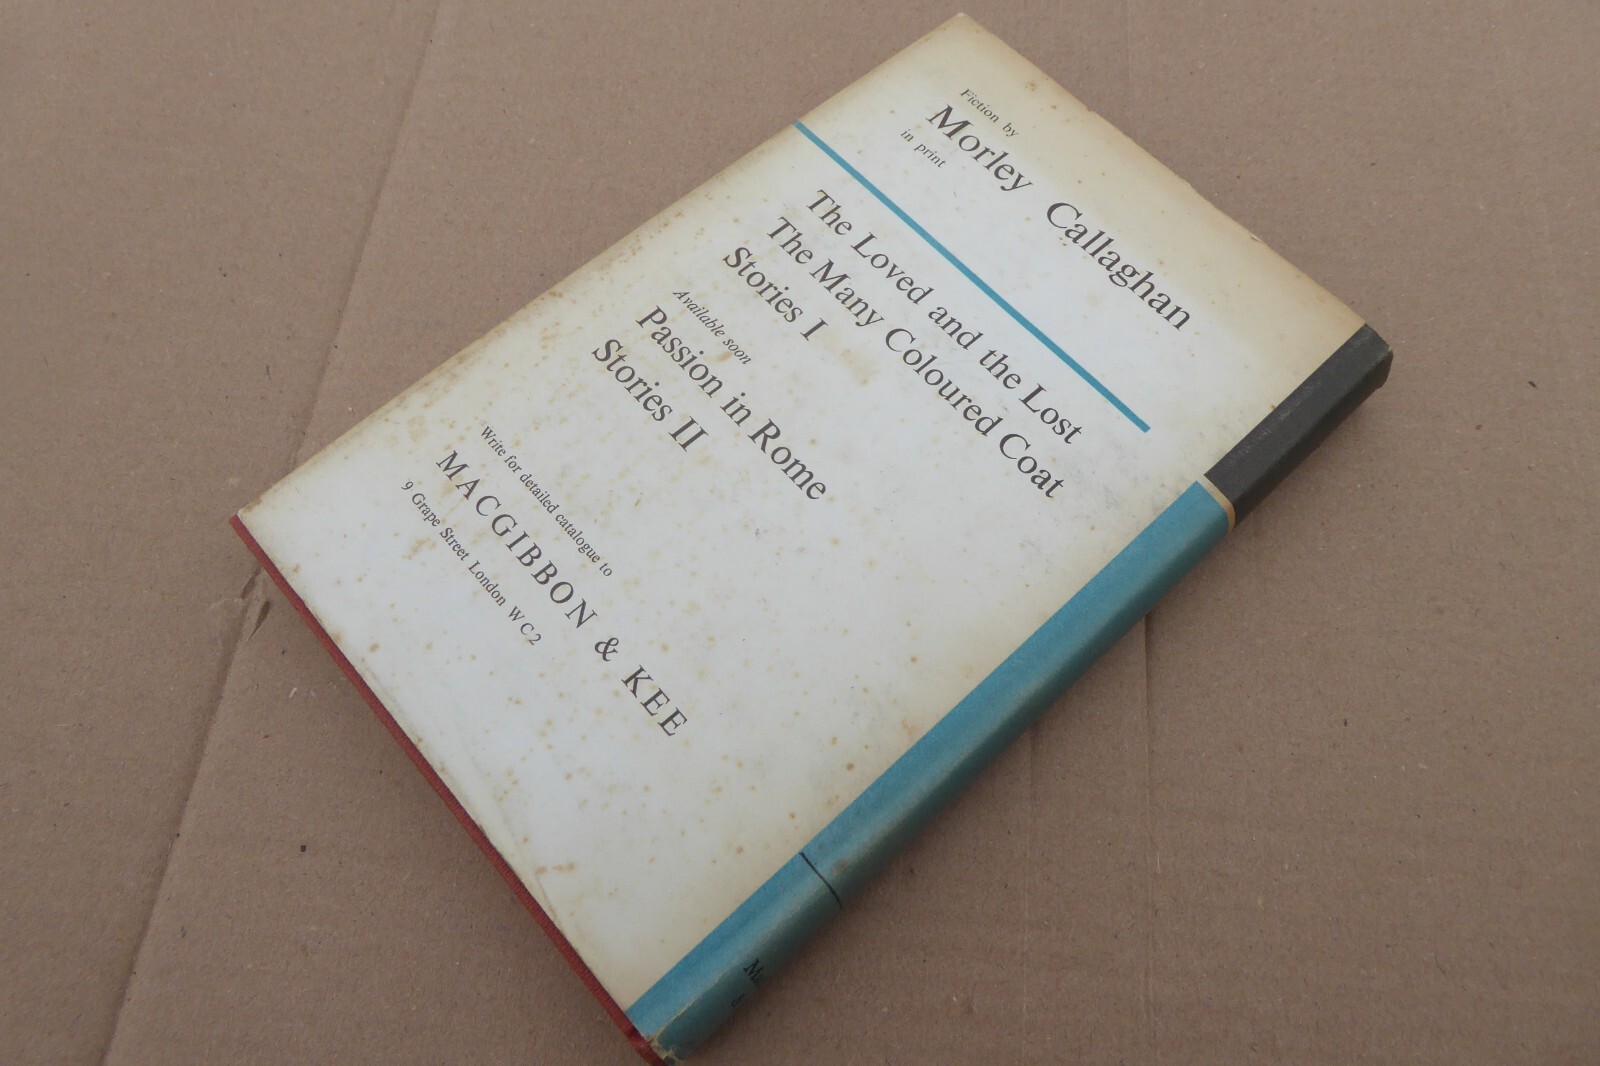 Fiction by
Morley Callaghan
in print
The Loved and the Lost
The Many Coloured Coat
Stories I
Available soon
Passion in Rome
Stories II
Write for detailed catalogue to
MACGIBBON & KEE
9 Grape Street London W C 2